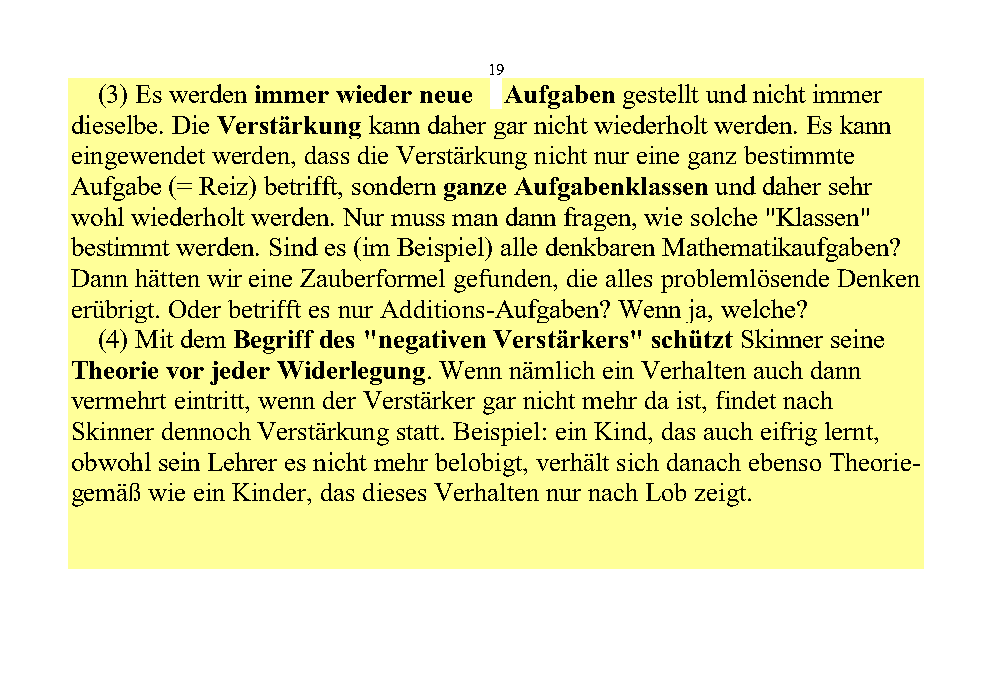 19
(3) Es werden immer wieder neue Aufgaben gestellt und nicht immer
dieselbe. Die Verstärkung kann daher gar nicht wiederholt werden. Es kann
eingewendet werden, dass die Verstärkung nicht nur eine ganz bestimmte
Aufgabe (= Reiz) betrifft, sondern ganze Aufgabenklassen und daher sehr
wohl wiederholt werden. Nur muss man dann fragen, wie solche "Klassen"
bestimmt werden. Sind es (im Beispiel) alle denkbaren Mathematikaufgaben?
Dann hätten wir eine Zauberformel gefunden, die alles problemlösende Denken
erübrigt. Oder betrifft es nur Additions-Aufgaben? Wenn ja, welche?
(4) Mit dem Begriff des "negativen Verstärkers" schützt Skinner seine
Theorie vor jeder Widerlegung. Wenn nämlich ein Verhalten auch dann
vermehrt eintritt, wenn der Verstärker gar nicht mehr da ist, findet nach
Skinner dennoch Verstärkung statt. Beispiel: ein Kind, das auch eifrig lernt,
obwohl sein Lehrer es nicht mehr belobigt, verhält sich danach ebenso Theorie-
gemäß wie ein Kinder, das dieses Verhalten nur nach Lob zeigt.